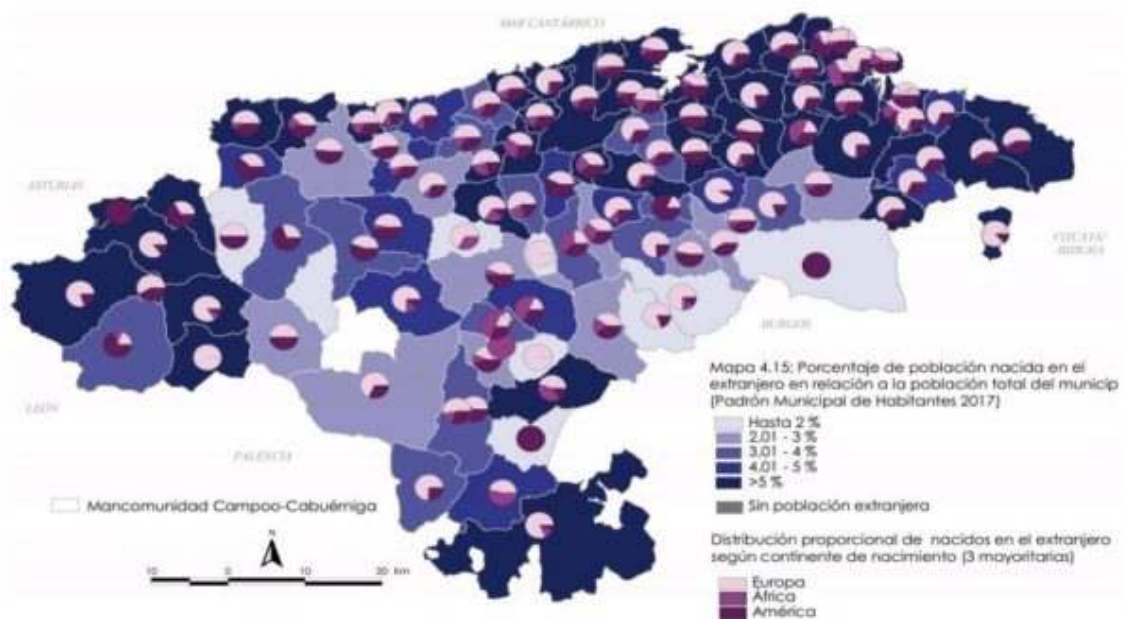 MAR CANTÁBRICO
ASTURIAS
VIZCAYA/
BIZKAIA
BURGOS
LEÓN
PALENCIA
Mapa 4.15: Porcentaje de población nacida en el
extranjero en relación a la población total del municip
(Padrón Municipal de Habitantes 2017)
Hasta 2 %
2,01 - 3 %
3,01 - 4 %
4,01 - 5 %
>5 %
Sin población extranjera
Mancomunidad Campoo-Cabuérniga
N
10 0 10 20 km
Distribución proporcional de nacidos en el extranjero
según continente de nacimiento (3 mayoritarias)
Europa
África
América